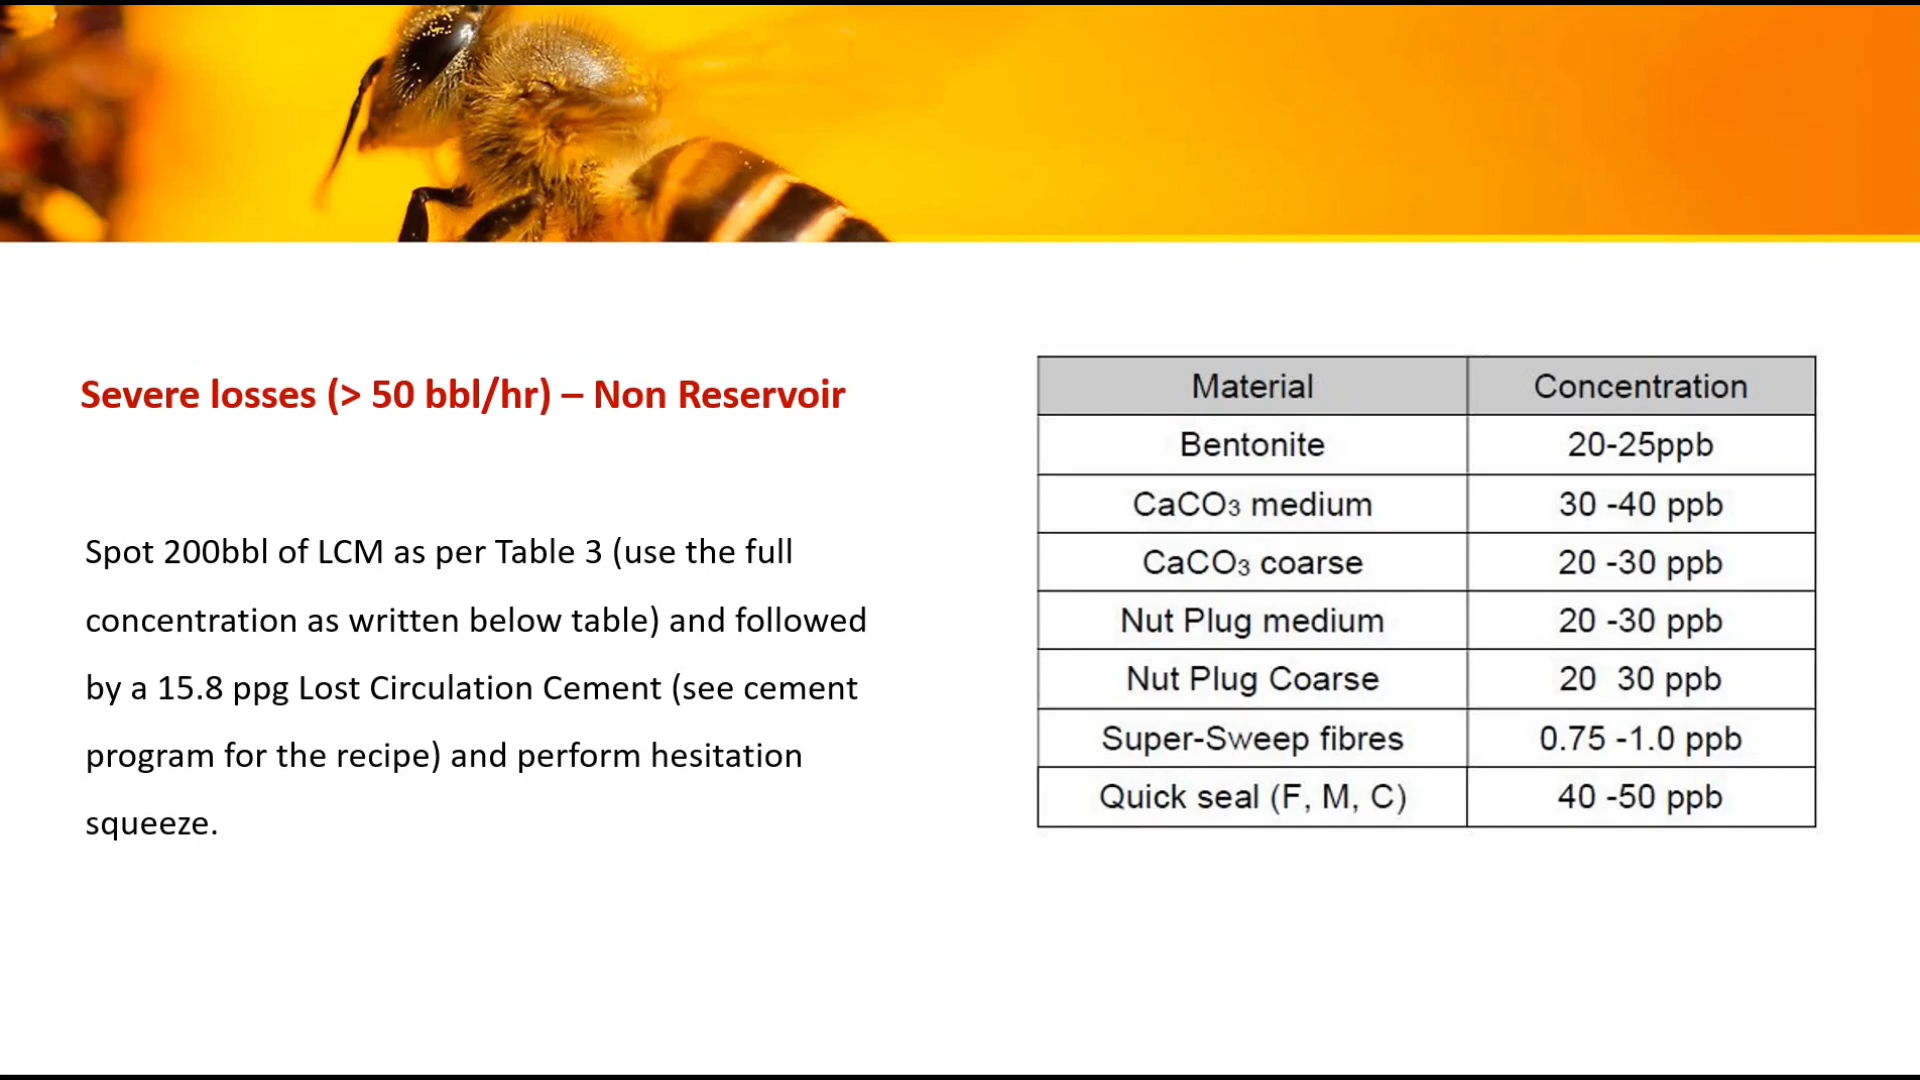 Severe losses (> 50 bbl/hr) – Non Reservoir
Spot 200bbl of LCM as per Table 3 (use the full
concentration as written below table) and followed
by a 15.8 ppg Lost Circulation Cement (see cement
program for the recipe) and perform hesitation
squeeze.
Material Concentration
Bentonite 20-25ppb
CaCO3 medium 30 -40 ppb
CaCO3 coarse 20 -30 ppb
Nut Plug medium 20 -30 ppb
Nut Plug Coarse 20 30 ppb
Super-Sweep fibres 0.75 -1.0 ppb
Quick seal (F, M, C) 40 -50 ppb